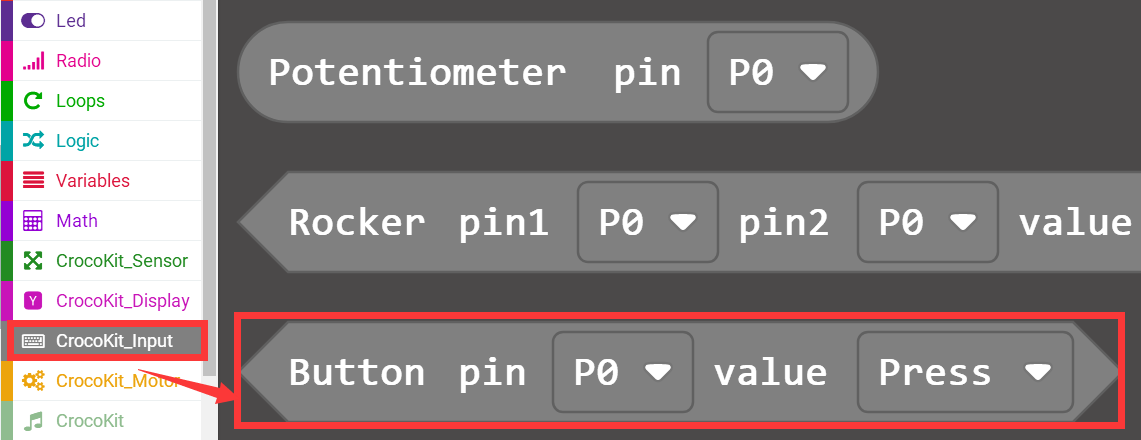 Led
Radio
Loops
Logic
Variables
Math
CrocoKit_Sensor
CrocoKit_Display
CrocoKit_Input
CrocoKit_Motor
CrocoKit
Potentiometer pin P0
Rocker pin1 P0 pin2 P0 value
Button pin P0 value Press